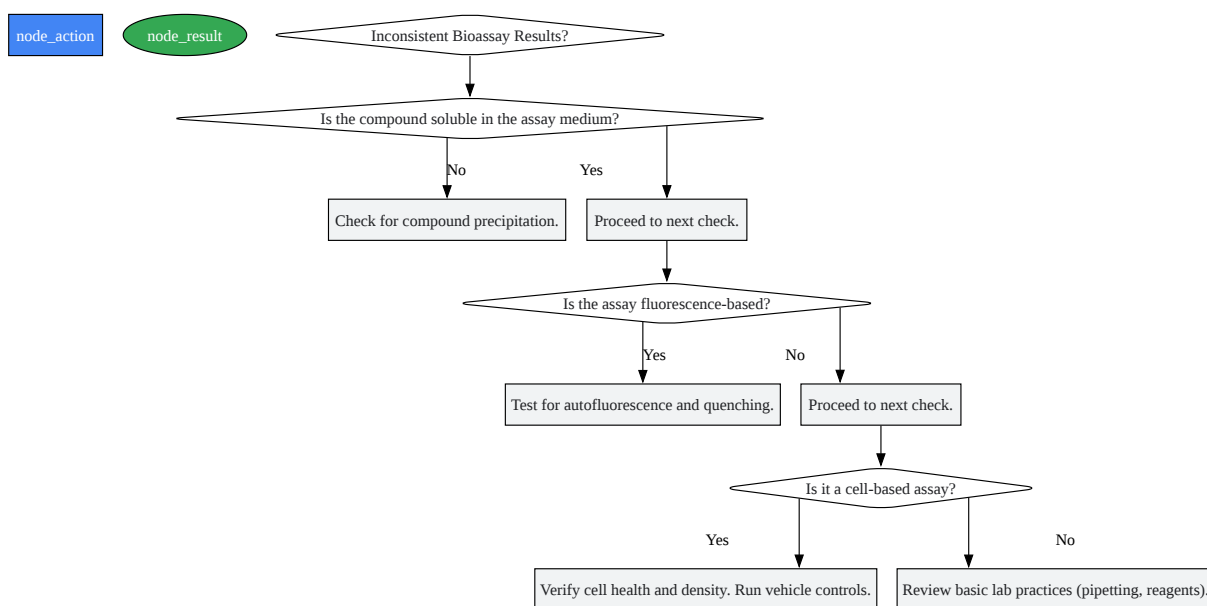 node_action
node_result
Inconsistent Bioassay Results?
Is the compound soluble in the assay medium?
No
Yes
Check for compound precipitation.
Proceed to next check.
Is the assay fluorescence-based?
Yes
No
Test for autofluorescence and quenching.
Proceed to next check.
Is it a cell-based assay?
Yes
No
Verify cell health and density. Run vehicle controls.
Review basic lab practices (pipetting, reagents).